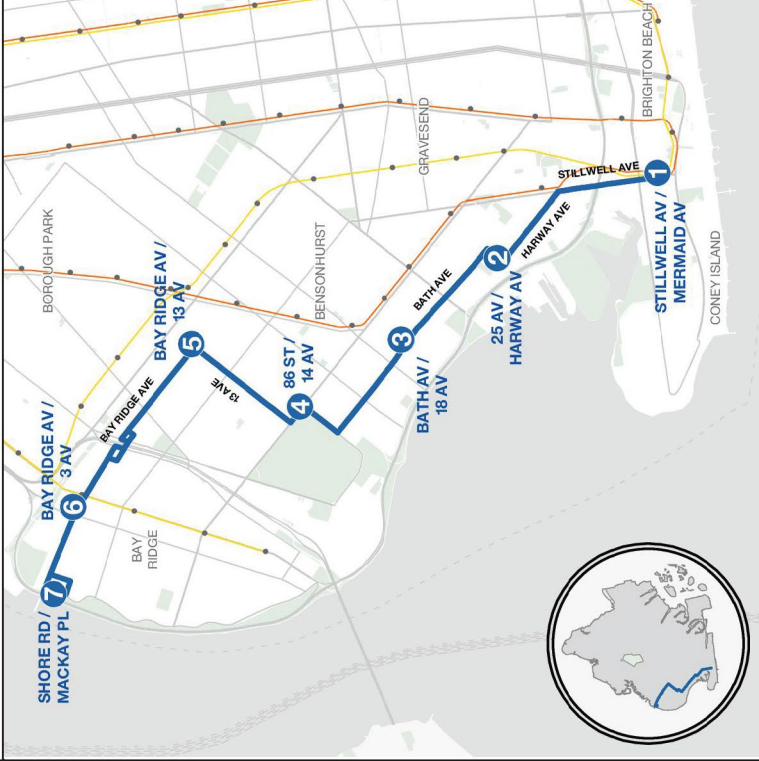 SHORE RD /
MACKAY PL
7
BAY RIDGE AV /
3 AV
6
BAY RIDGE AVE
BAY
RIDGE
BOROUGH PARK
BAY RIDGE AV /
13 AV
5
13 AVE
86 ST /
14 AV
4
BENSONHURST
BATH AV /
18 AV
3
BATH AVE
GRAVESEND
25 AV /
HARWAY AV
2
HARWAY AVE
STILLWELL AVE
BRIGHTON BEACH
1
STILLWELL AV /
MERMAID AV
CONEY ISLAND